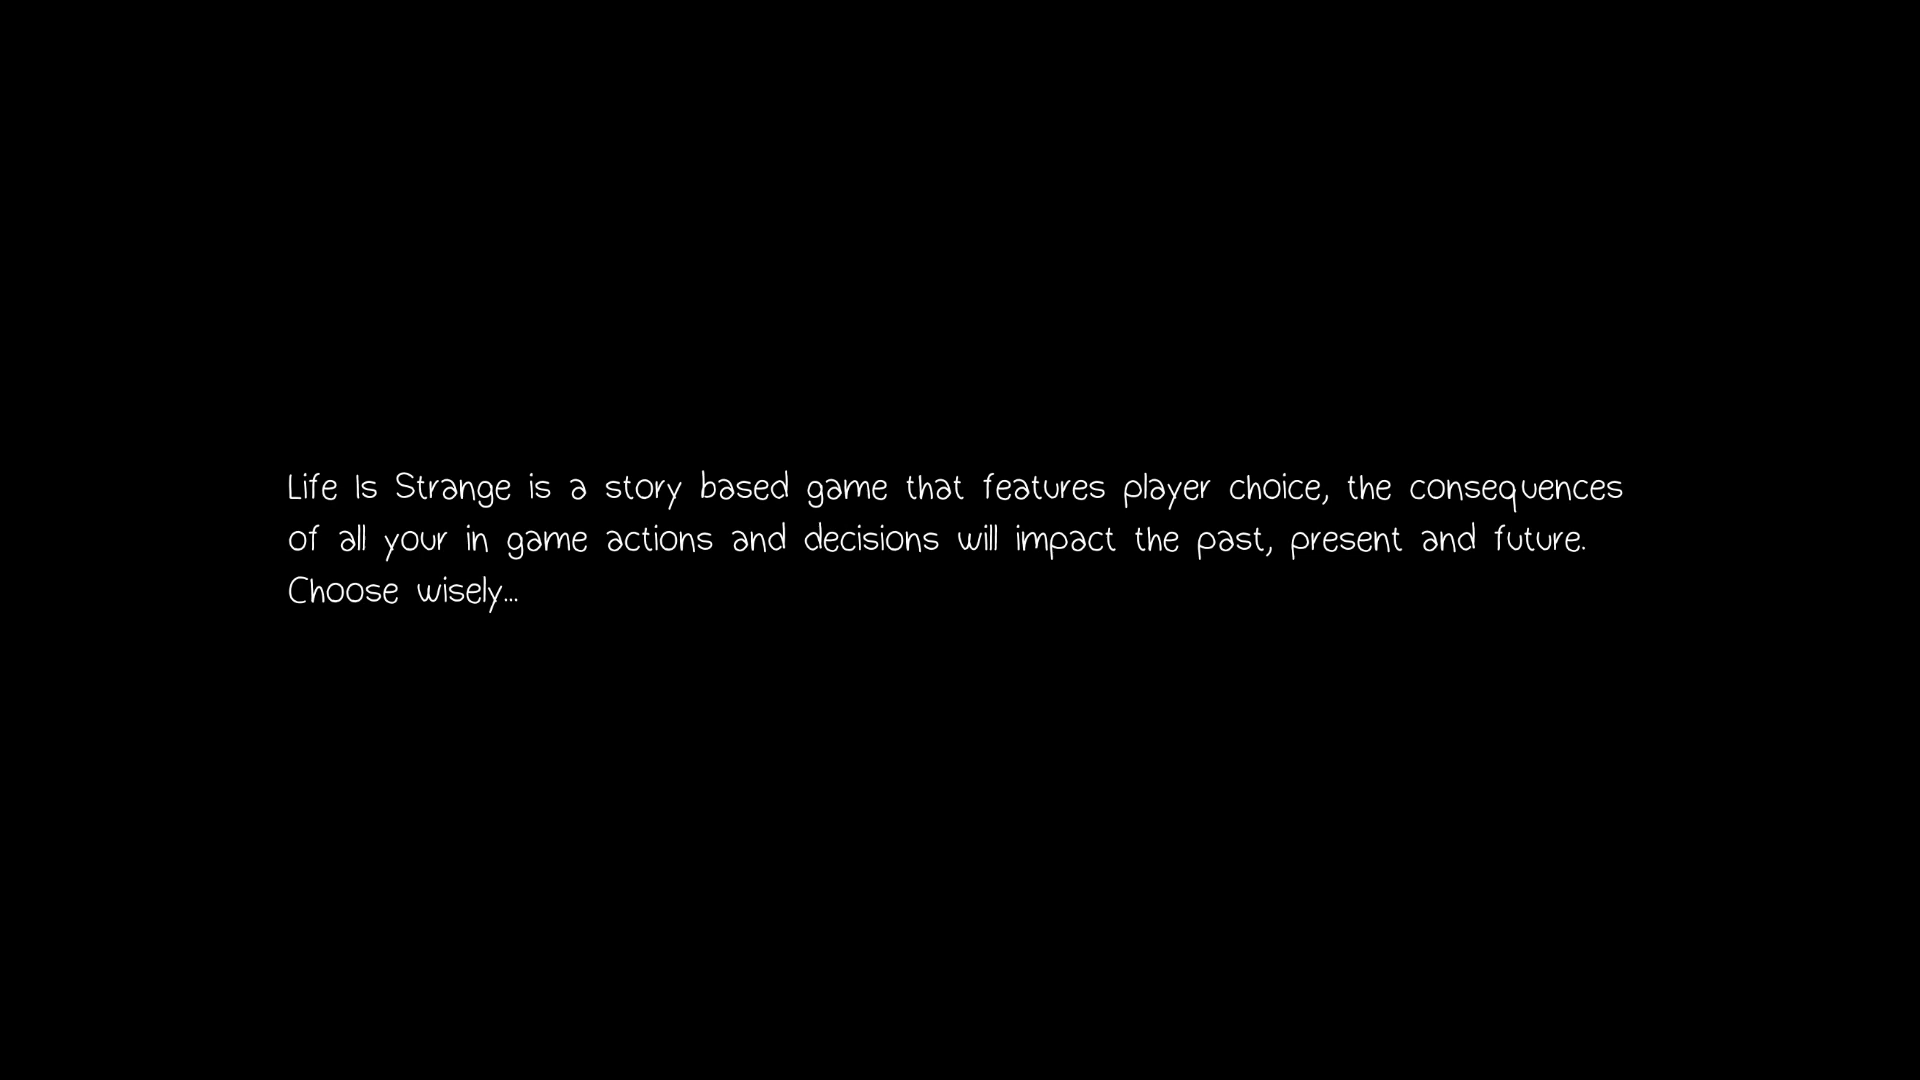 Life Is Strange is a story based game that features player choice, the consequences
of all your in game actions and decisions will impact the past, present and future.
Choose wisely...